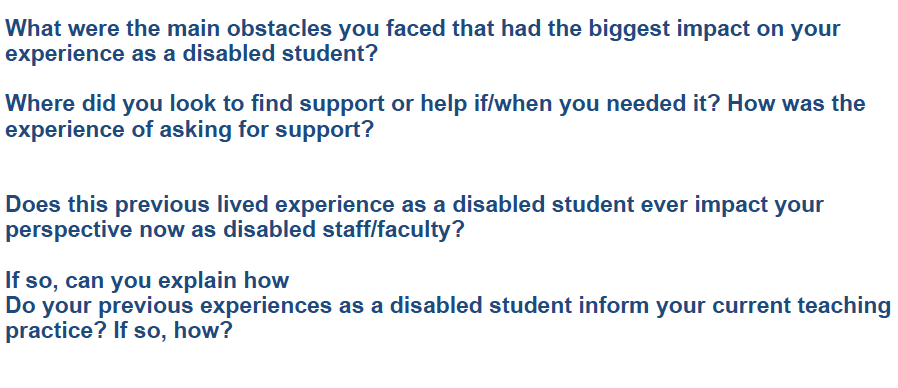 What were the main obstacles you faced that had the biggest impact on your
experience as a disabled student?
Where did you look to find support or help if/when you needed it? How was the
experience of asking for support?
Does this previous lived experience as a disabled student ever impact your
perspective now as disabled staff/faculty?
If so, can you explain how
Do your previous experiences as a disabled student inform your current teaching
practice? If so, how?